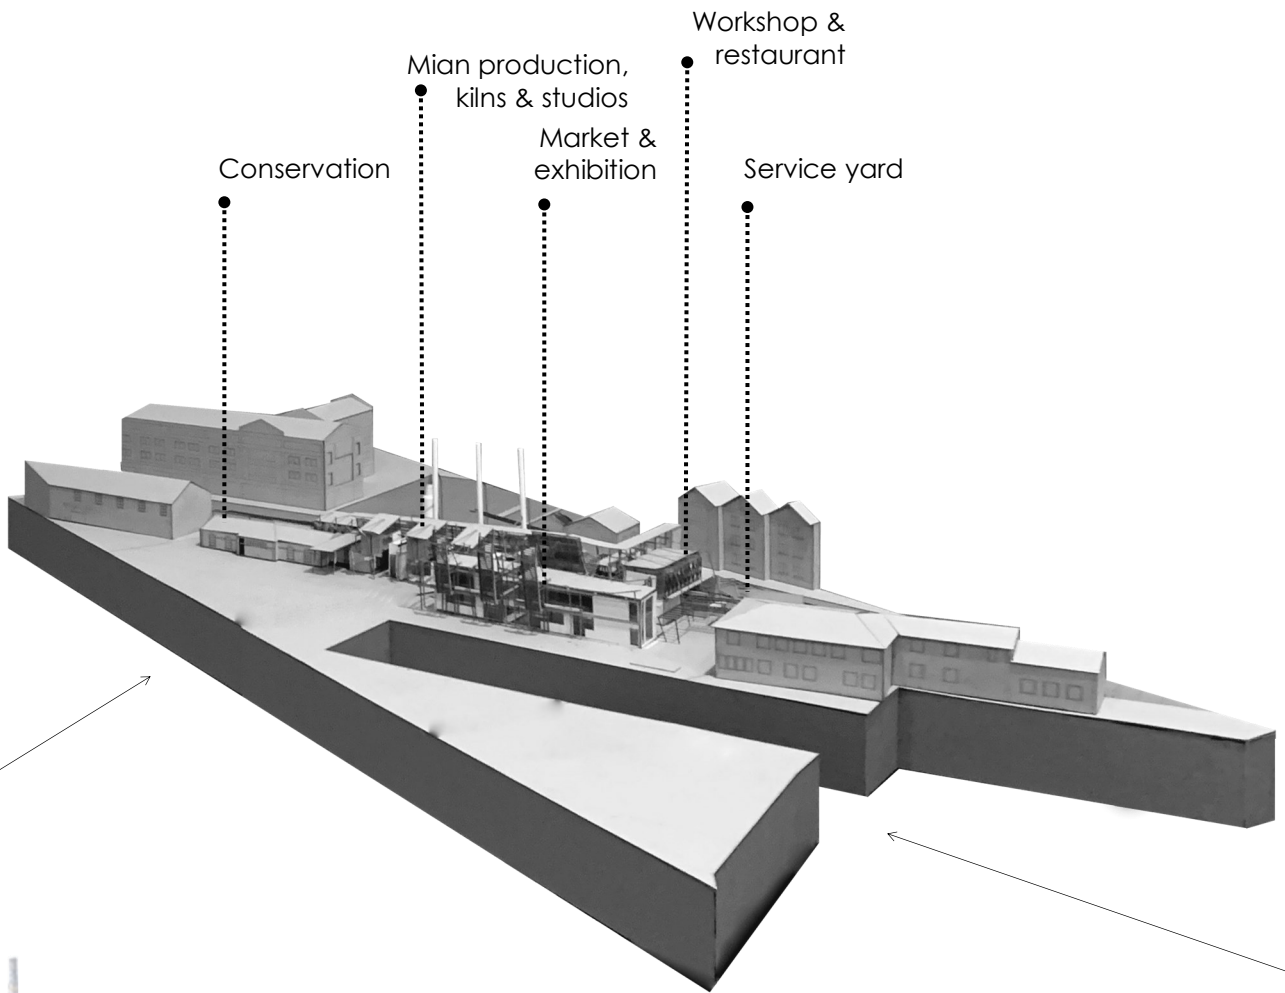 Workshop &
restaurant
Mian production,
kilns & studios
Market &
exhibition
Conservation
Service yard